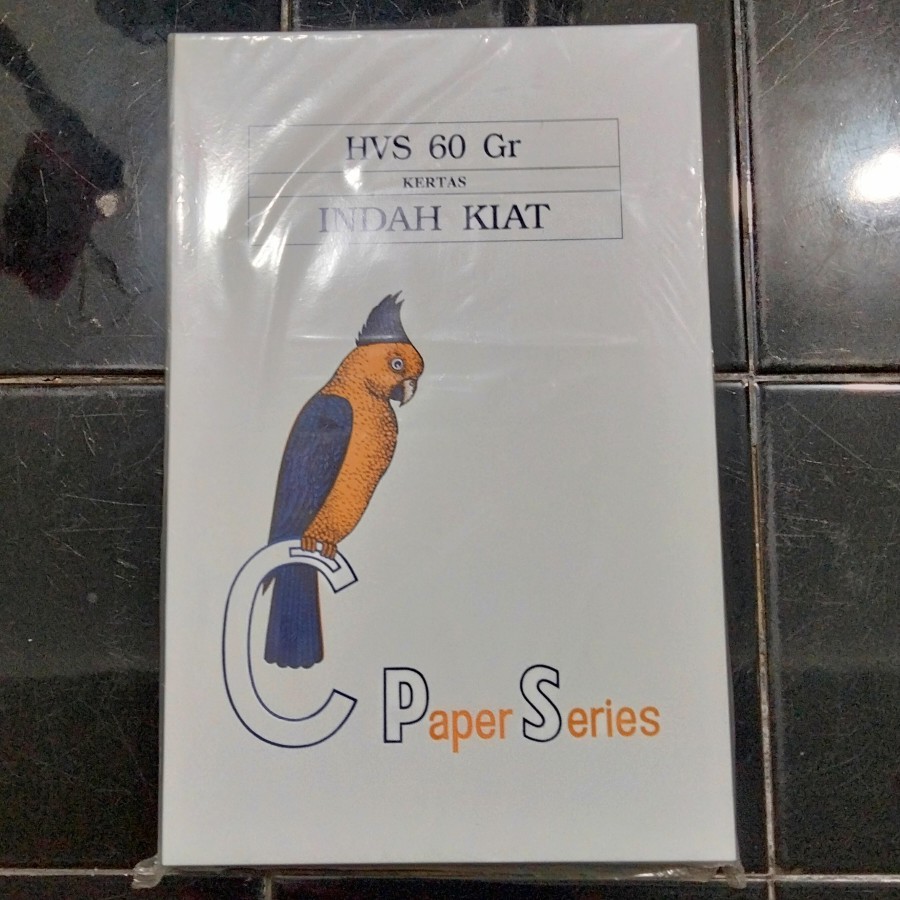 HVS 60 Gr
KERTAS
INDAH KIAT
C Paper Series